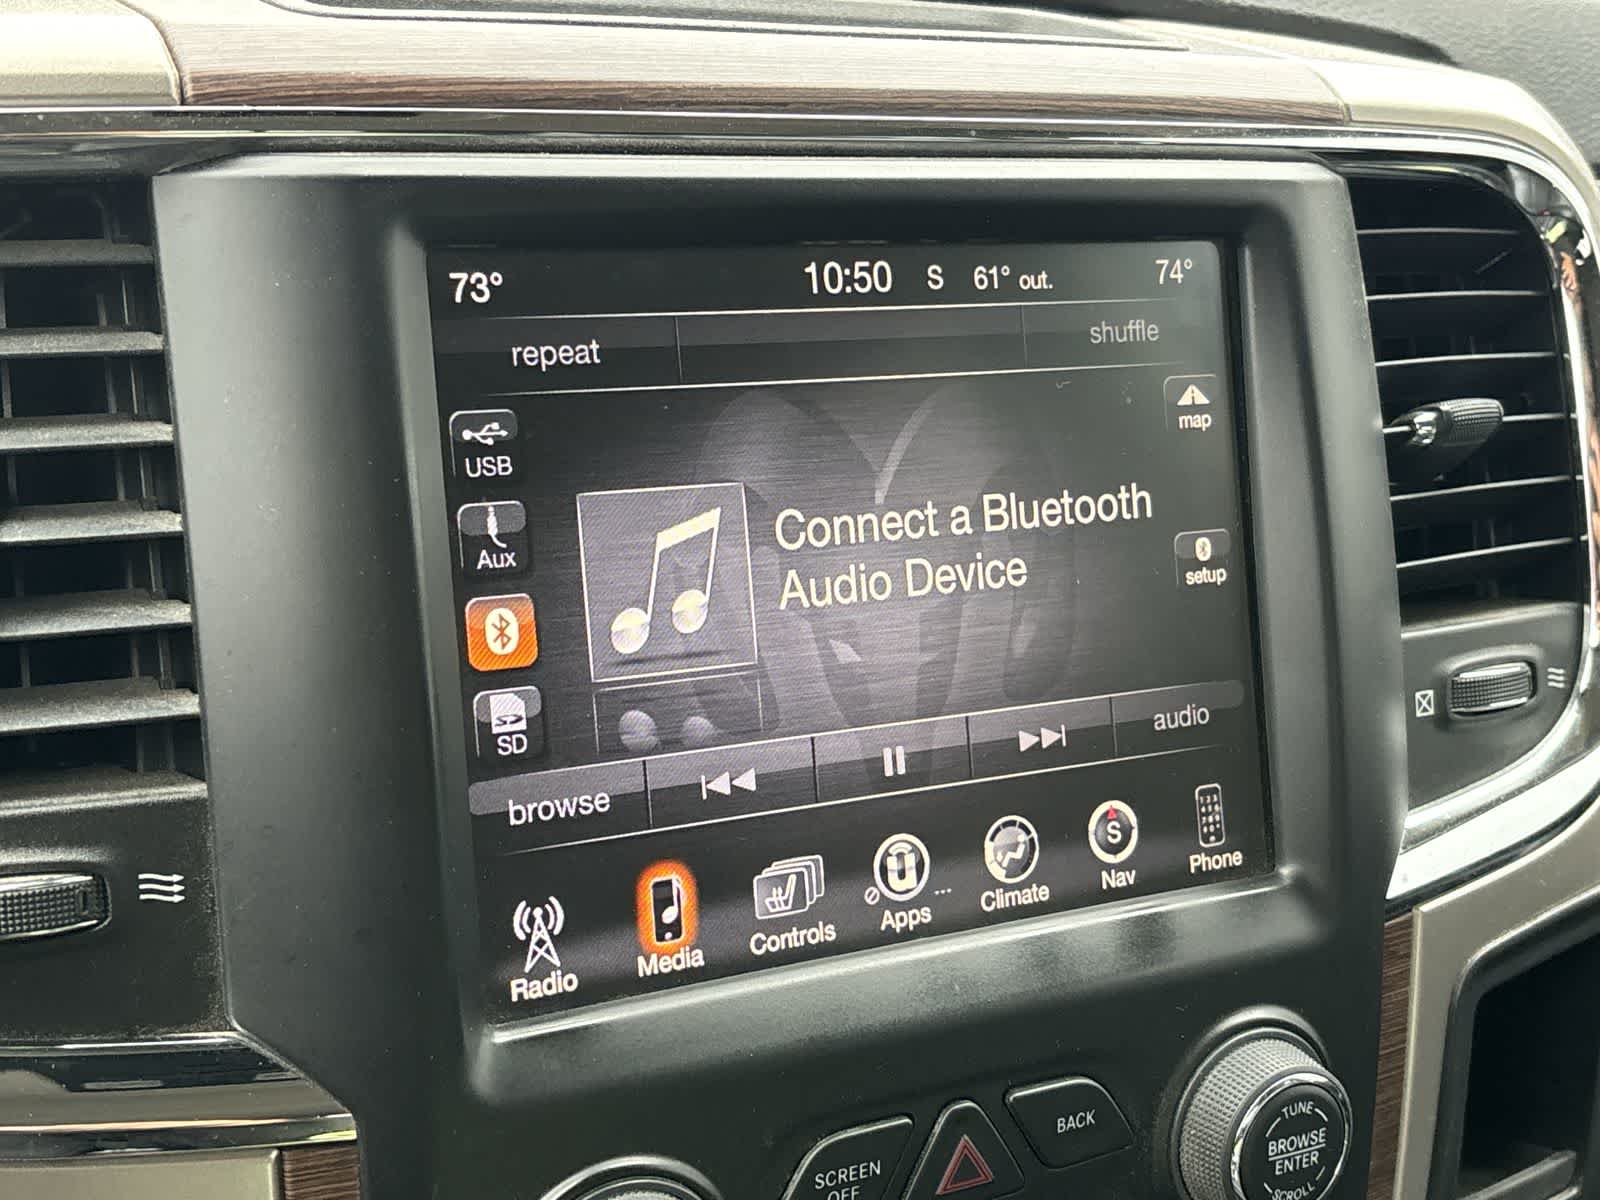 73° 10:50 S 61° out. 74°
repeat shuffle
map
USB
Connect a Bluetooth
Audio Device
Aux
setup
SD
audio
browse
S
Radio Media Controls Apps Climate Nav Phone
SCREEN
OFF
BACK
TUNE
BROWSE
ENTER
SCROLL